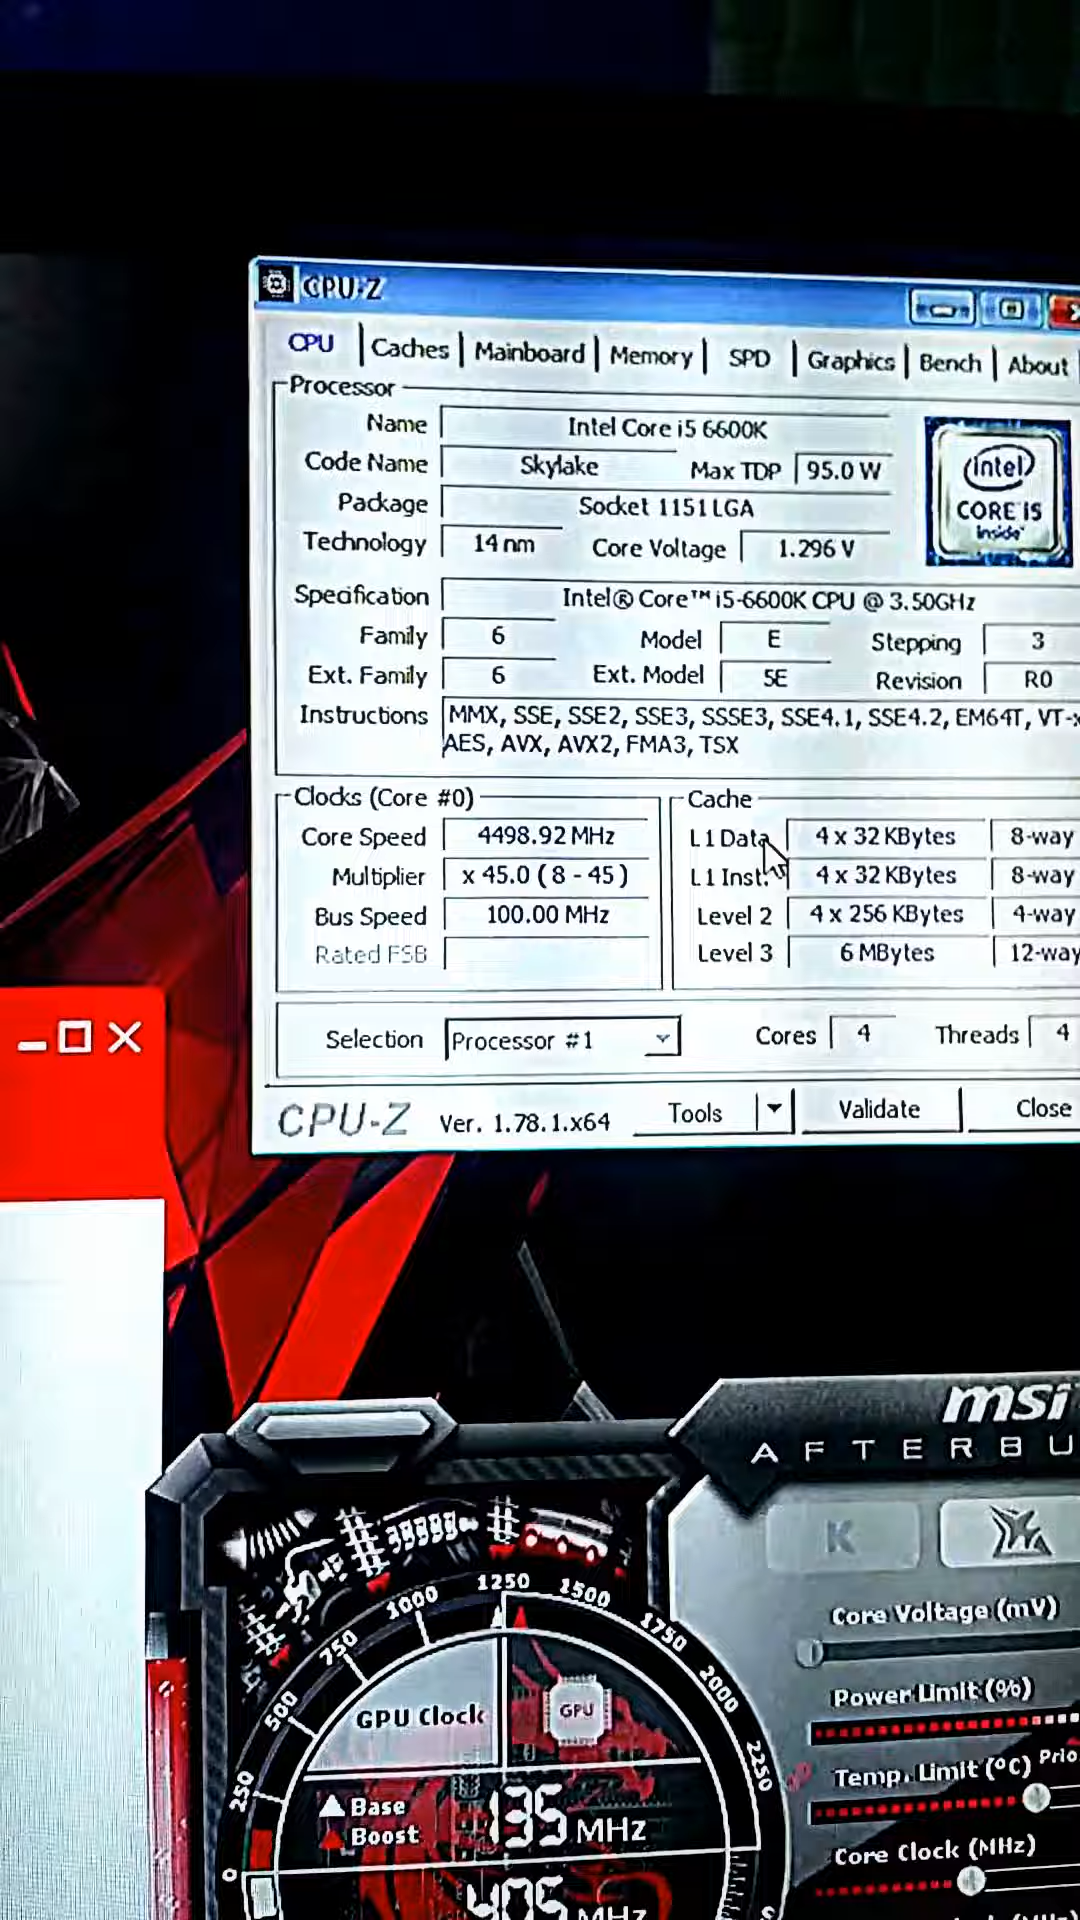 CPU-Z
CPU Caches Mainboard Memory SPD Graphics Bench About
Processor
Name Intel Core i5 6600K
Code Name Skylake Max TDP 95.0 W
Package Socket 1151 LGA
Technology 14 nm Core Voltage 1.296 V
intel
CORE i5
inside
Specification Intel® Core™ i5-6600K CPU @ 3.50GHz
Family 6 Model E Stepping 3
Ext. Family 6 Ext. Model 5E Revision R0
Instructions MMX, SSE, SSE2, SSE3, SSSE3, SSE4.1, SSE4.2, EM64T, VT-x
AES, AVX, AVX2, FMA3, TSX
Clocks (Core #0)
Core Speed 4498.92 MHz
Multiplier x 45.0 ( 8 - 45 )
Bus Speed 100.00 MHz
Rated FSB
Cache
L1 Data 4 x 32 KBytes 8-way
L1 Inst. 4 x 32 KBytes 8-way
Level 2 4 x 256 KBytes 4-way
Level 3 6 MBytes 12-way
Selection Processor #1 Cores 4 Threads 4
CPU-Z Ver. 1.78.1.x64 Tools Validate Close
msi
AFTERBU
K
0 250 500 750 1000 1250 1500 1750 2000 2250
GPU Clock GPU
Base
Boost
135 MHz
405 MHz
Core Voltage (mV)
Power Limit (%)
Temp. Limit (°C) Prio
Core Clock (MHz)